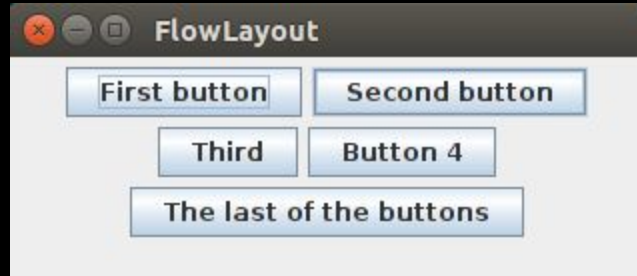 FlowLayout
First button Second button
Third Button 4
The last of the buttons